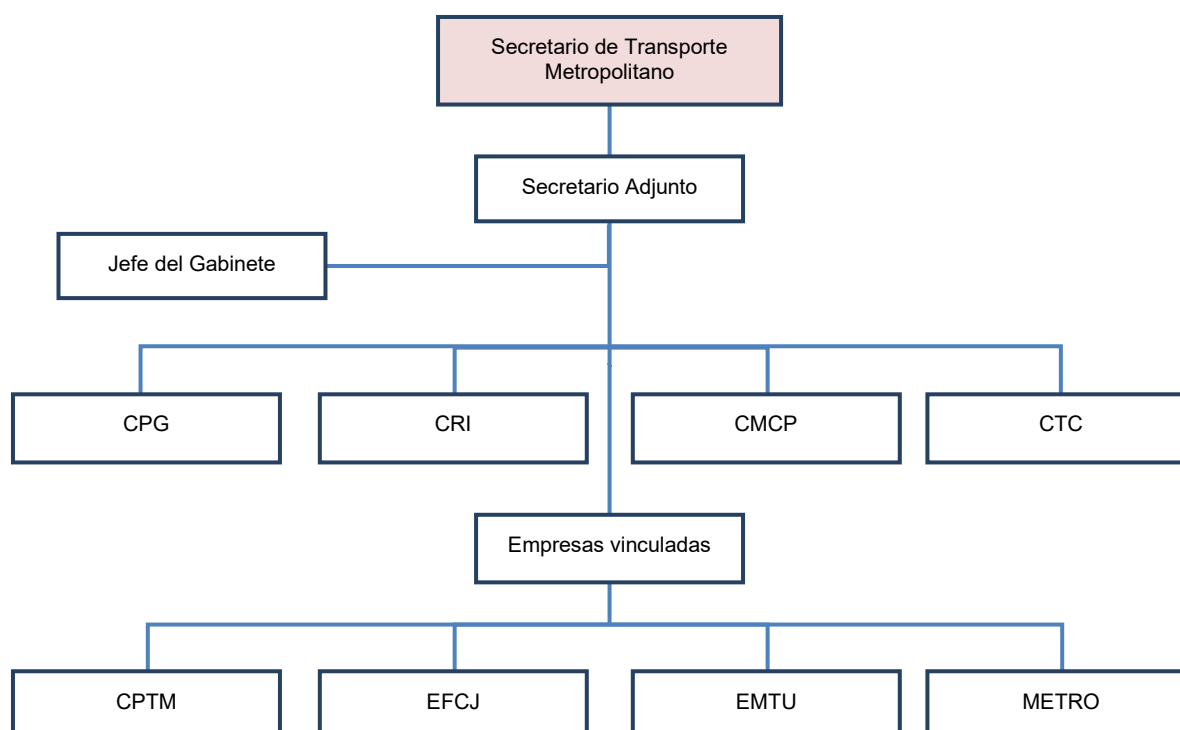 Secretario de Transporte
Metropolitano
Secretario Adjunto
Jefe del Gabinete
CPG
CRI
CMCP
CTC
Empresas vinculadas
CPTM
EFCJ
EMTU
METRO